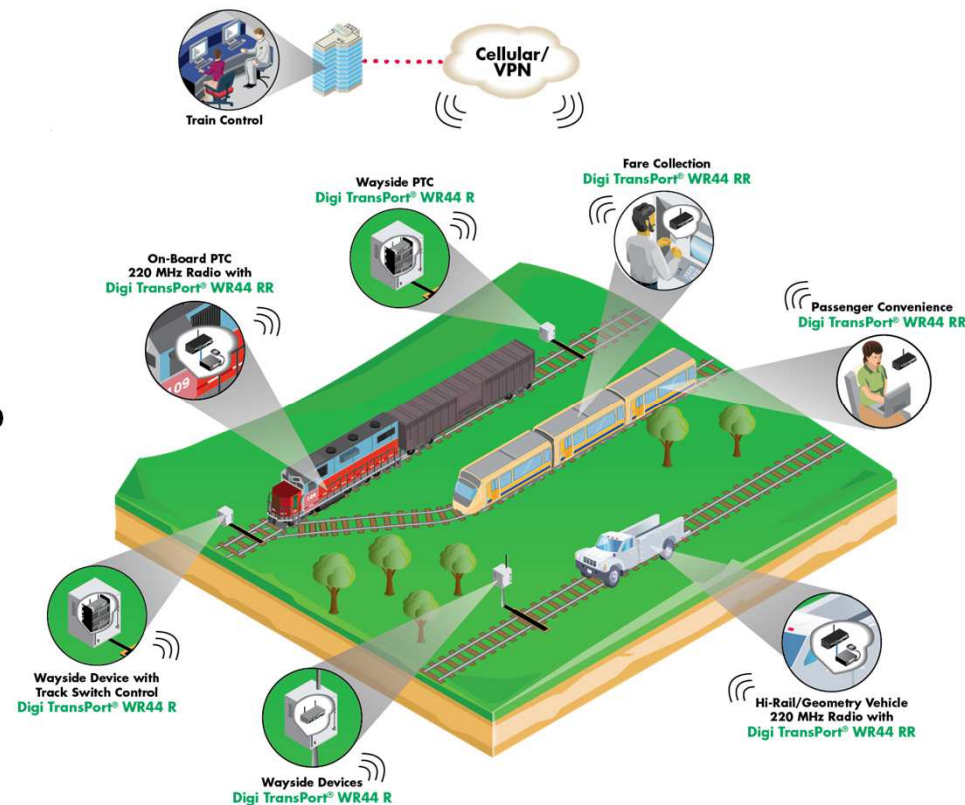 Cellular/
VPN
Train Control
Fare Collection
Digi TransPort® WR44 RR
Wayside PTC
Digi TransPort® WR44 R
On-Board PTC
220 MHz Radio with
Digi TransPort® WR44 RR
Passenger Convenience
Digi TransPort® WR44 RR
109
109
Wayside Device with
Track Switch Control
Digi TransPort® WR44 R
Hi-Rail/Geometry Vehicle
220 MHz Radio with
Digi TransPort® WR44 RR
Wayside Devices
Digi TransPort® WR44 R